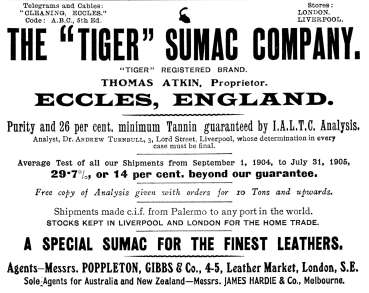 Telegrams and Cables:
"CLEANING, ECCLES."
Code: A.B.C., 5th Ed.
Stores:
LONDON.
LIVERPOOL.
THE "TIGER" SUMAC COMPANY.
"TIGER" REGISTERED BRAND.
THOMAS ATKIN, Proprietor.
ECCLES, ENGLAND.
Purity and 26 per cent. minimum Tannin guaranteed by I.A.L.T.C. Analysis.
Analyst, Dr. ANDREW TURNBULL, 3, Lord Street, Liverpool, whose determination in every
case must be final.
Average Test of all our Shipments from September 1, 1904, to July 31, 1905,
29·7%, or 14 per cent. beyond our guarantee.
Free copy of Analysis given with orders for 10 Tons and upwards.
Shipments made c.i.f. from Palermo to any port in the world.
STOCKS KEPT IN LIVERPOOL AND LONDON FOR THE HOME TRADE.
A SPECIAL SUMAC FOR THE FINEST LEATHERS.
Agents—Messrs. POPPLETON, GIBBS & Co., 4-5, Leather Market, London, S.E.
Sole Agents for Australia and New Zealand—Messrs. JAMES HARDIE & Co., Melbourne.